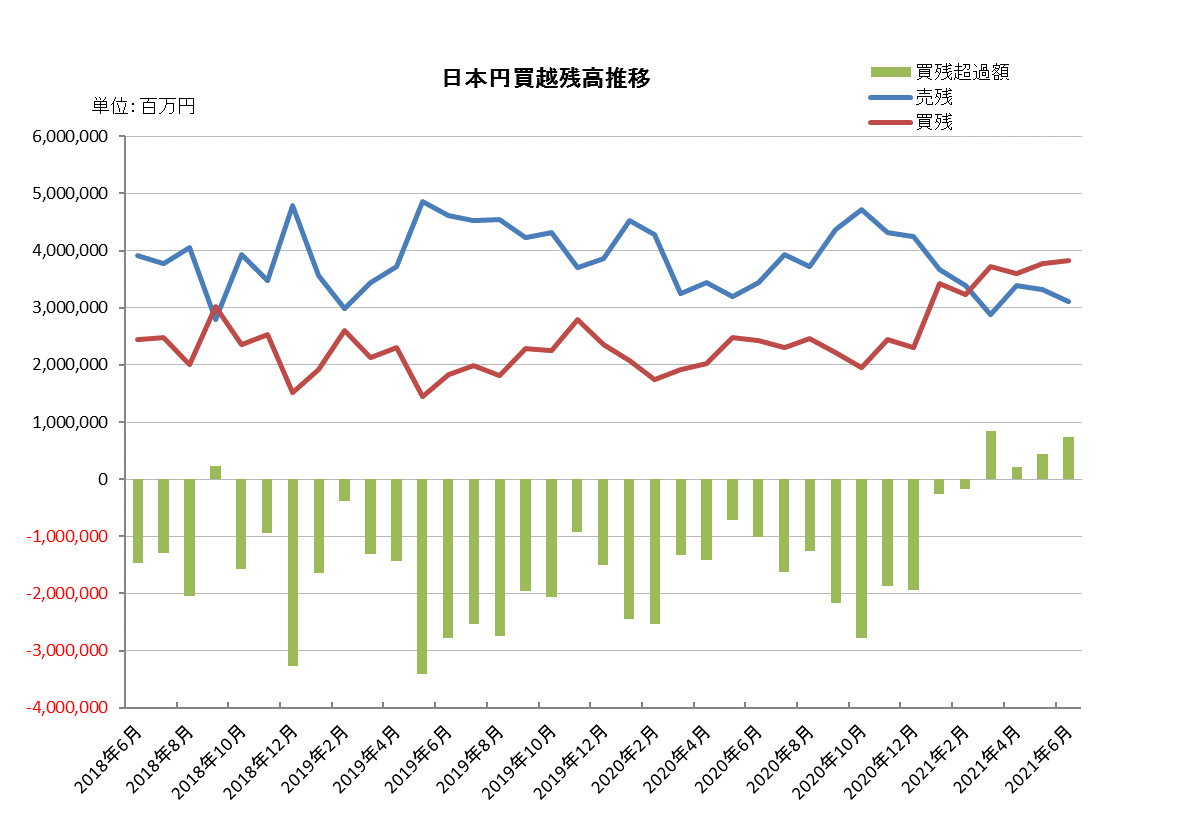 日本円買越残高推移
買残超過額
売残
買残
単位: 百万円
6,000,000
5,000,000
4,000,000
3,000,000
2,000,000
1,000,000
0
-1,000,000
-2,000,000
-3,000,000
-4,000,000
2018年6月
2018年8月
2018年10月
2018年12月
2019年2月
2019年4月
2019年6月
2019年8月
2019年10月
2019年12月
2020年2月
2020年4月
2020年6月
2020年8月
2020年10月
2020年12月
2021年2月
2021年4月
2021年6月